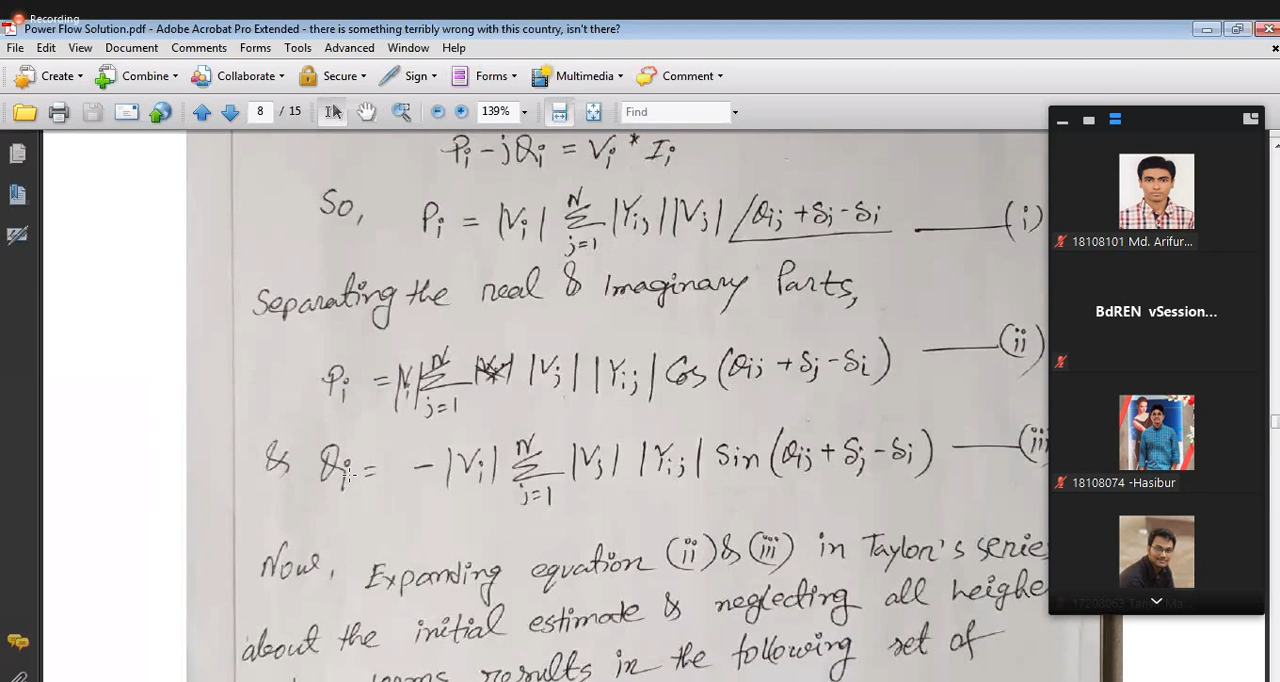 Recording
Power Flow Solution.pdf - Adobe Acrobat Pro Extended - there is something terribly wrong with this country, isn't there?
File Edit View Document Comments Forms Tools Advanced Window Help
Create Combine Collaborate Secure Sign Forms Multimedia Comment
8 / 15 139% Find
Pi - jQi = Vi* Ii
So, Pi = |Vi| N∑j=1 |Yij| |Vj| /θij + δj - δi (i)
Separating the real & Imaginary Parts,
Pi = |Vi| N∑j=1 |Vj| |Yij| Cos (θij + δj - δi) (ii)
& Qi = - |Vi| N∑j=1 |Vj| |Yij| Sin (θij + δj - δi) (iii
Now, Expanding equation (ii) & (iii) in Taylor's serie
about the initial estimate & neglecting all heighe
results in the following set of
18108101 Md. Arifur...
BdREN vSession...
18108074 -Hasibur